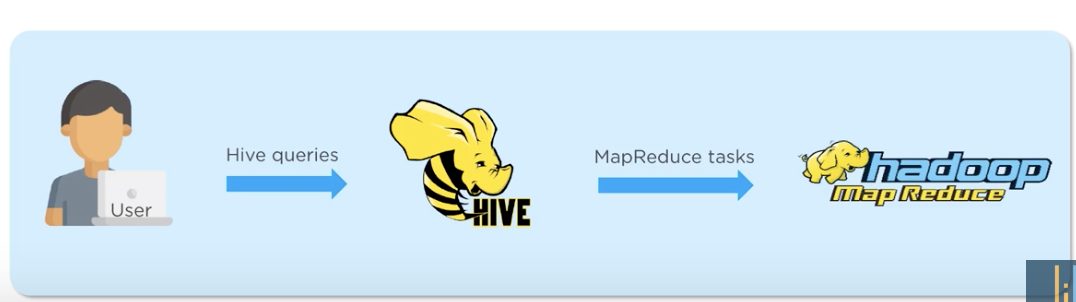 Hive queries
MapReduce tasks
hadoop
Map Reduce
User
HIVE